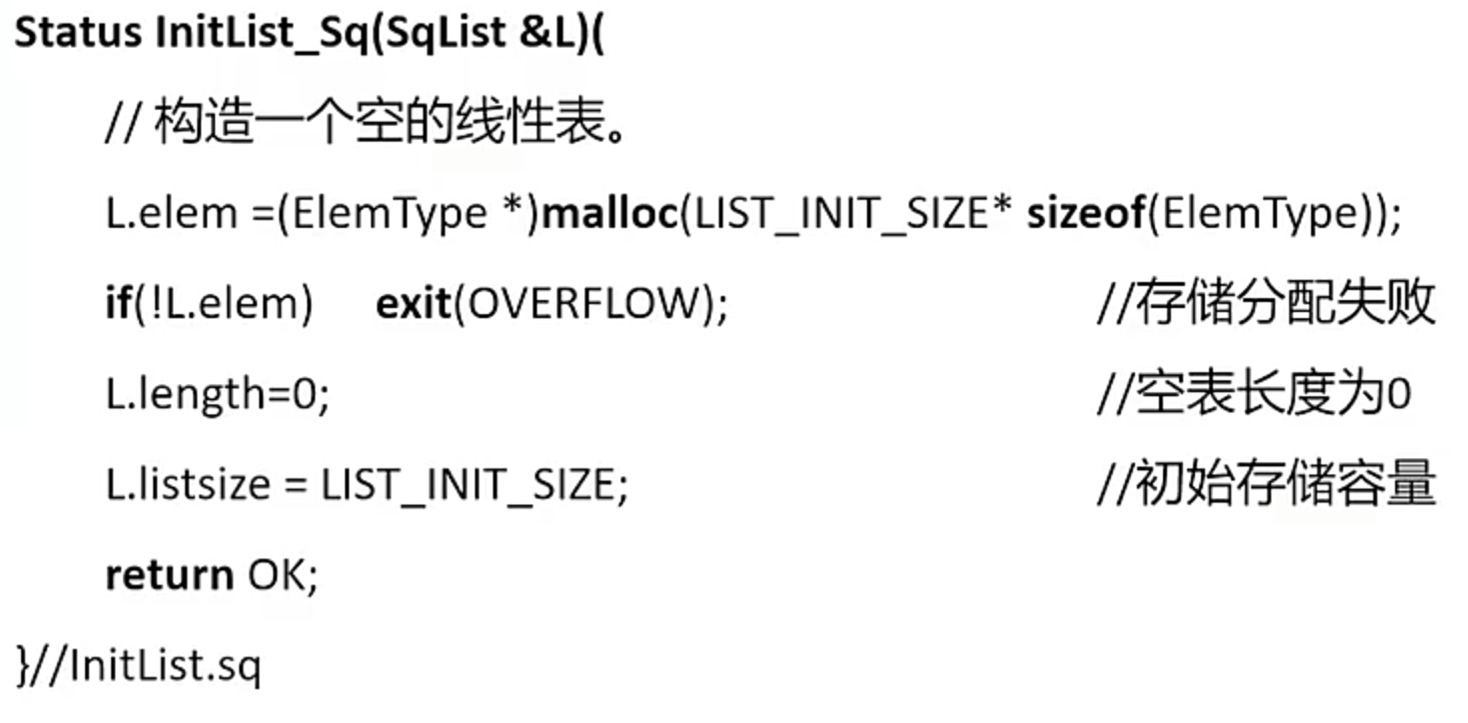 Status InitList_Sq(SqList &L)(
// 构造一个空的线性表。
L.elem =(ElemType *)malloc(LIST_INIT_SIZE* sizeof(ElemType));
if(!L.elem) exit(OVERFLOW); //存储分配失败
L.length=0; //空表长度为0
L.listsize = LIST_INIT_SIZE; //初始存储容量
return OK;
}//InitList.sq